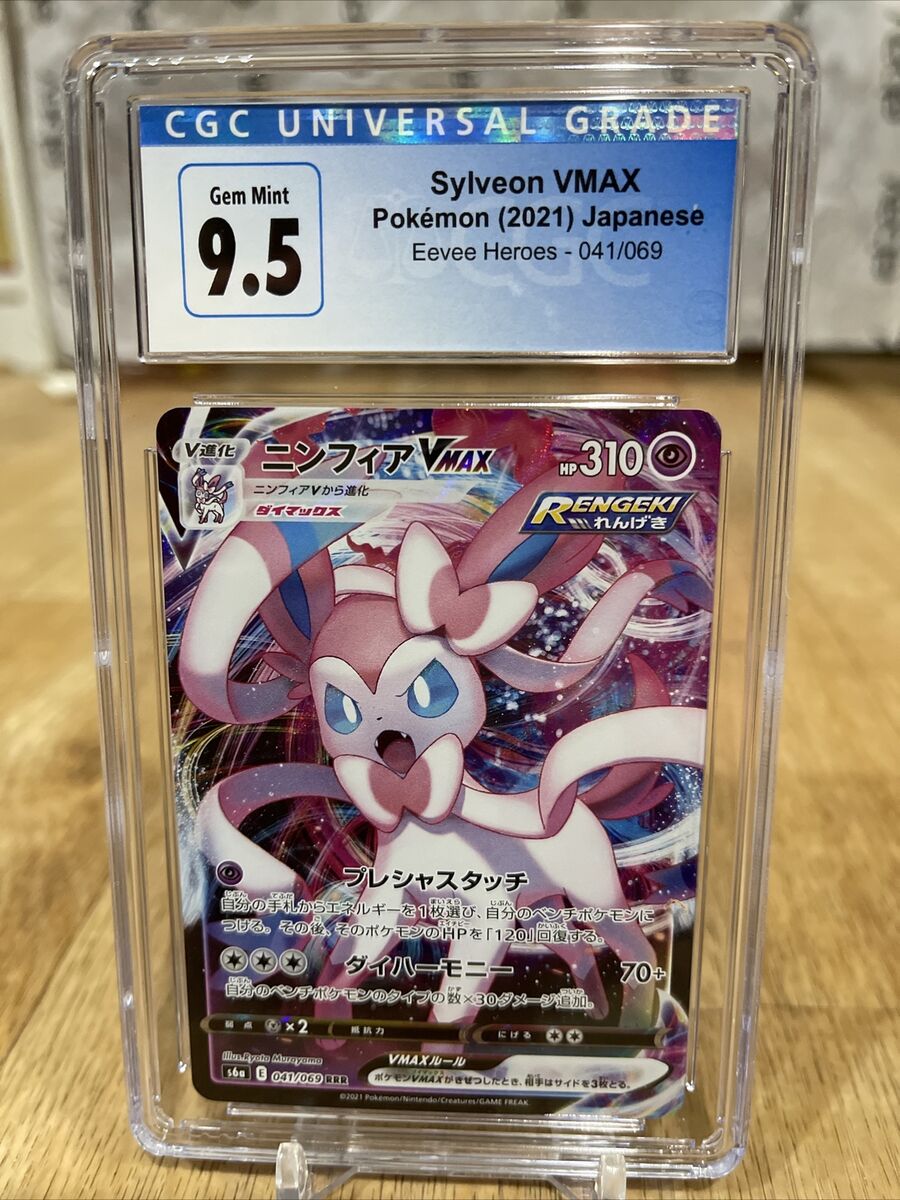 CGC UNIVERSAL GRADE
Gem Mint
9.5
Sylveon VMAX
Pokémon (2021) Japanese
Eevee Heroes - 041/069
V進化
ニンフィアVMAX
HP310
ニンフィアVから進化
ダイマックス
RENGEKI
れんげき
プレシャスタッチ
自分の手札からエネルギーを1枚選び、自分のベンチポケモンに
つける。その後、そのポケモンのHPを「120」回復する。
ダイハーモニー 70+
自分のベンチポケモンのタイプの数×30ダメージ追加。
弱点 ×2 抵抗力 にげる
illus.Ryota Murayama
VMAXルール
s6a E 041/069 RRR
ポケモンVMAXがきぜつしたとき、相手はサイドを3枚とる。
©2021 Pokémon/Nintendo/Creatures/GAME FREAK